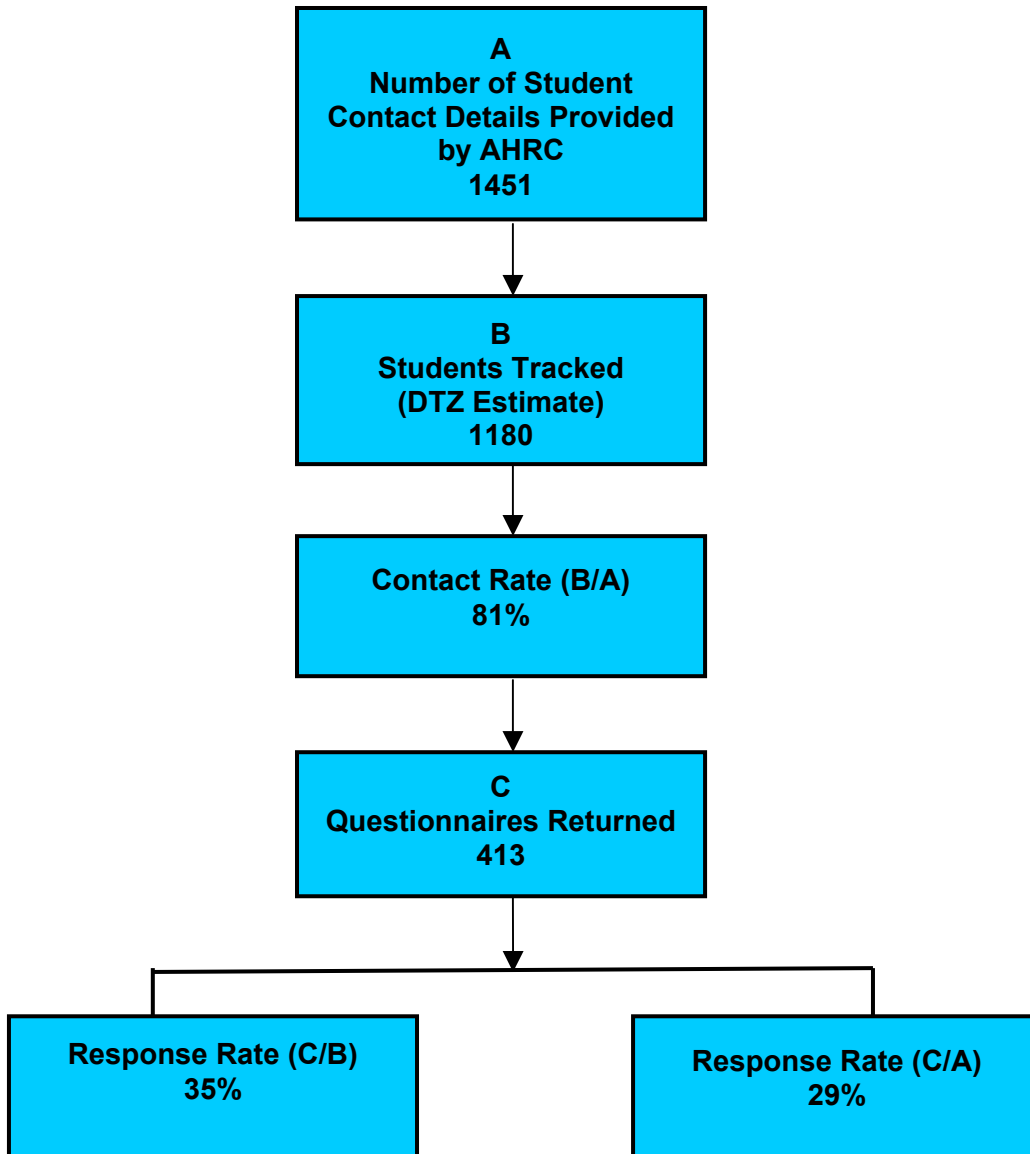 A
Number of Student
Contact Details Provided
by AHRC
1451
B
Students Tracked
(DTZ Estimate)
1180
Contact Rate (B/A)
81%
C
Questionnaires Returned
413
Response Rate (C/B)
35%
Response Rate (C/A)
29%